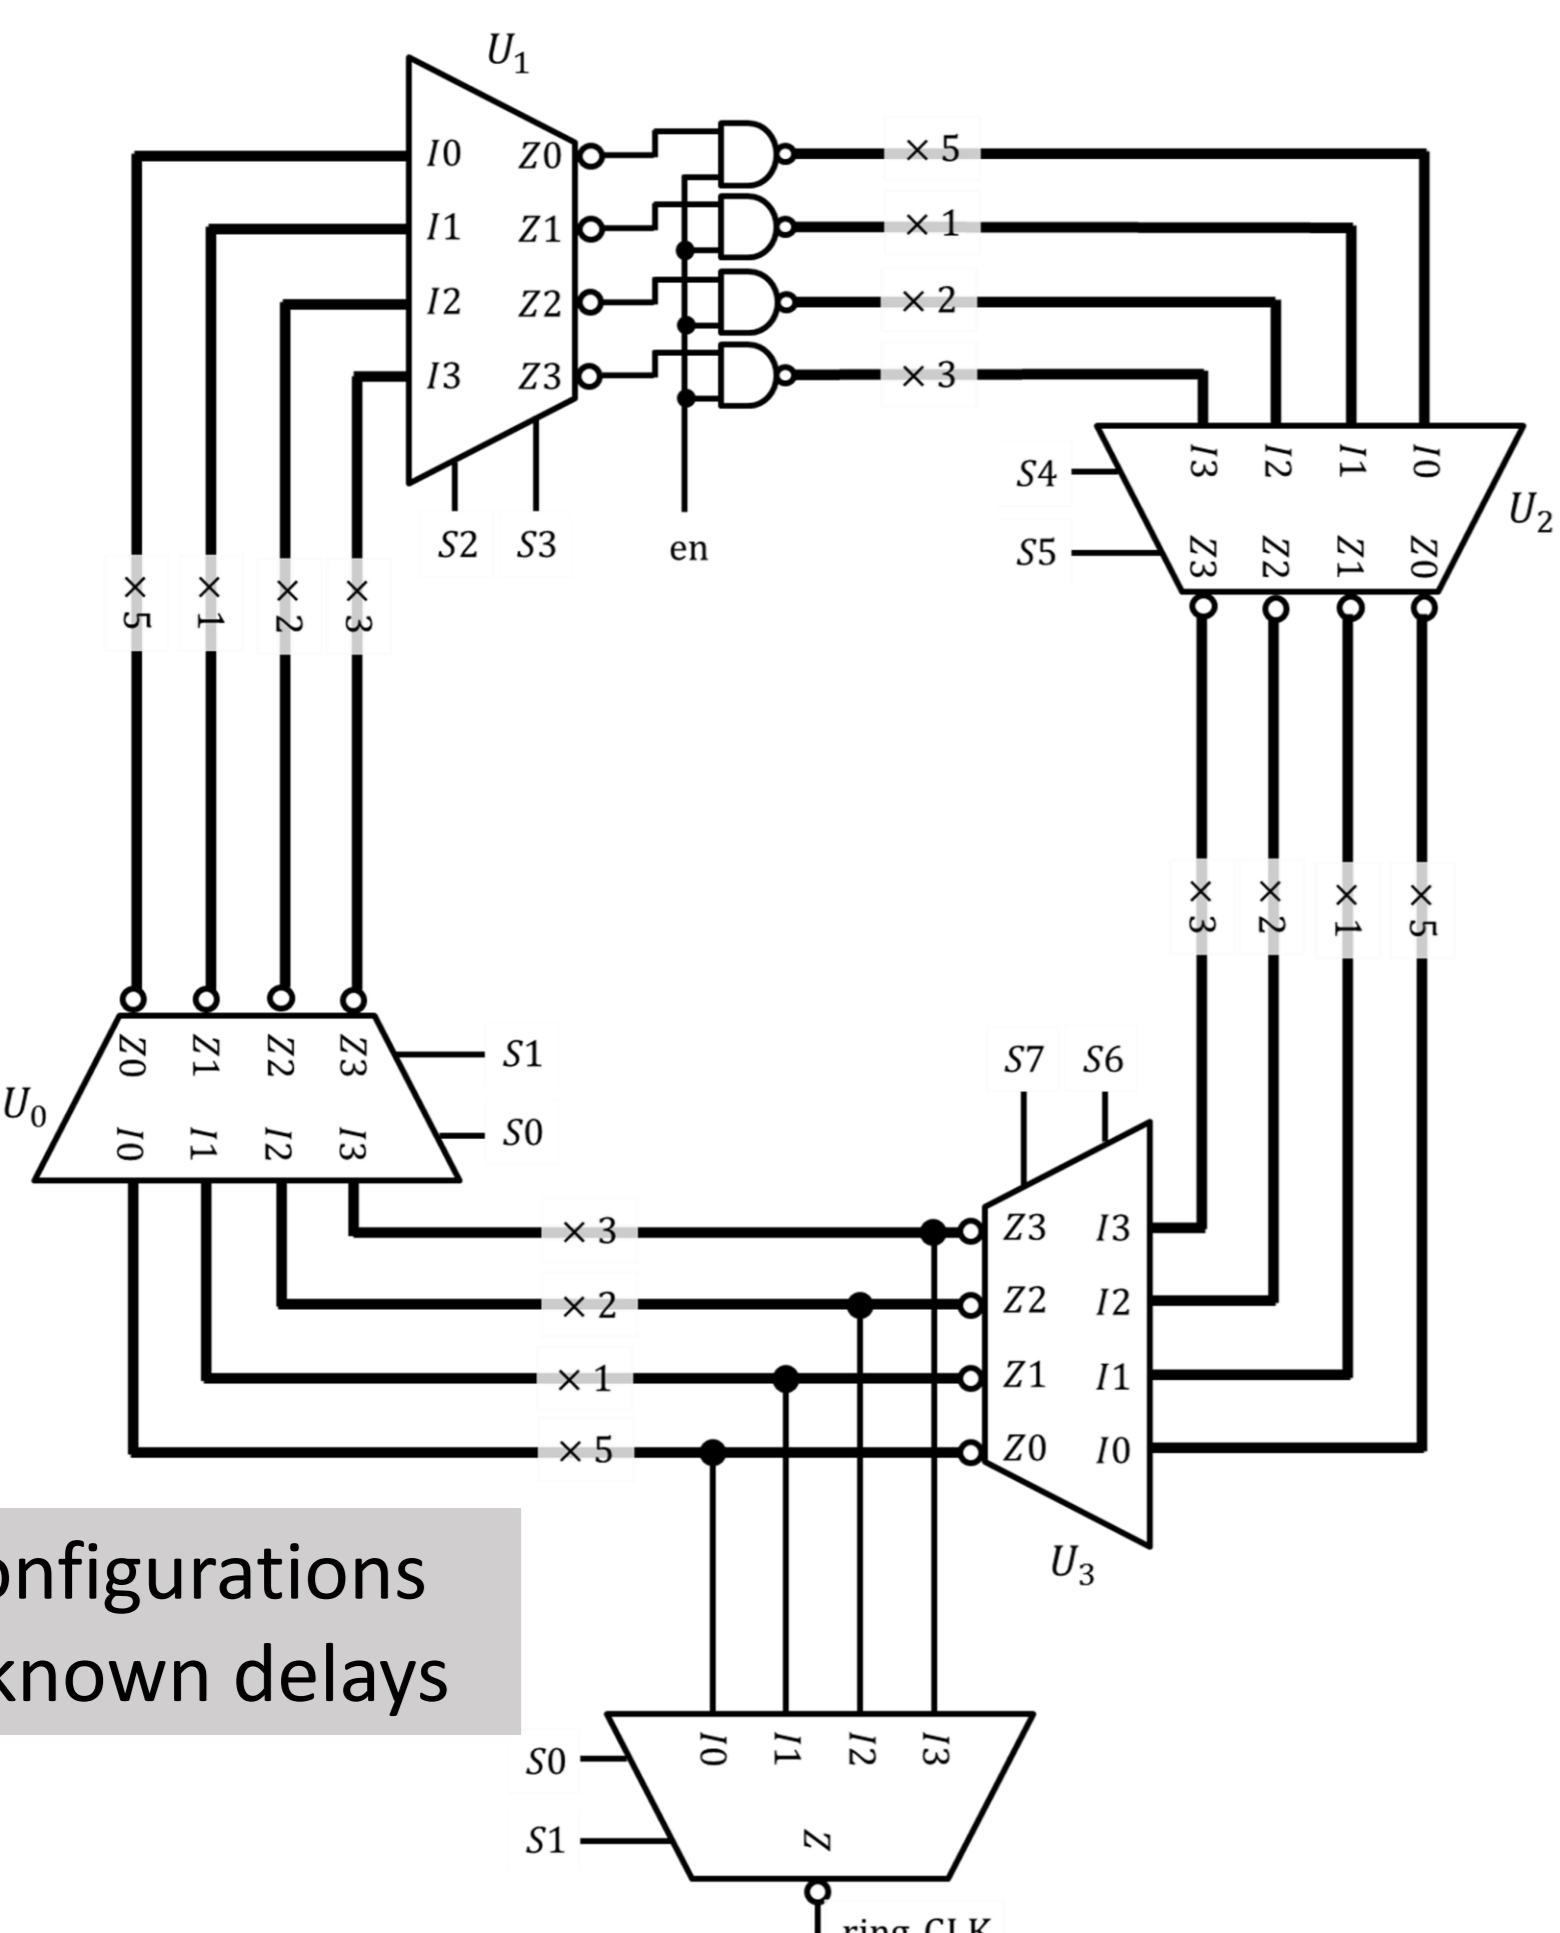 U1
I0 Z0
I1 Z1
I2 Z2
I3 Z3
S2 S3
en
× 5
× 1
× 2
× 3
S4
S5
I3 I2 I1 I0
Z3 Z2 Z1 Z0
U2
× 5 × 1 × 2 × 3
× 3 × 2 × 1 × 5
Z0 Z1 Z2 Z3
I0 I1 I2 I3
U0
S1
S0
S7 S6
× 3
× 2
× 1
× 5
Z3 I3
Z2 I2
Z1 I1
Z0 I0
U3
onfigurations
known delays
S0
S1
I0 I1 I2 I3
Z
ring CLK